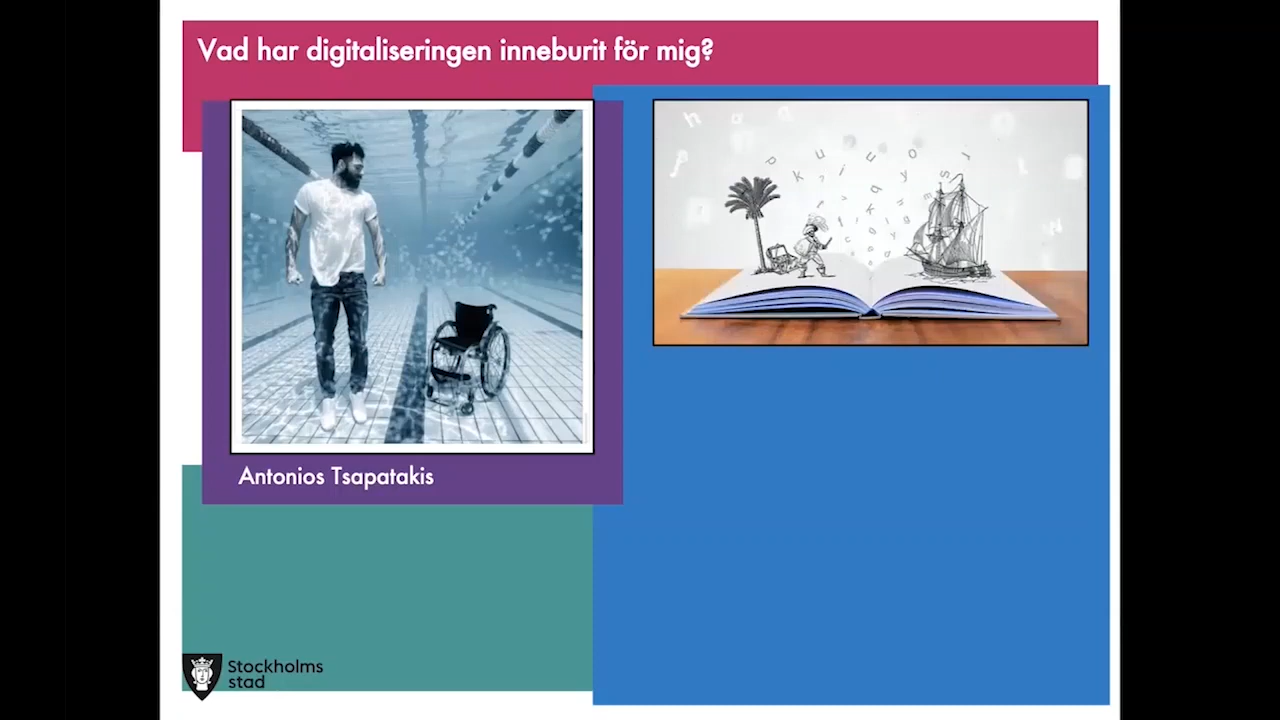 Vad har digitaliseringen inneburit för mig?
Antonios Tsapatakis
Stockholms
stad